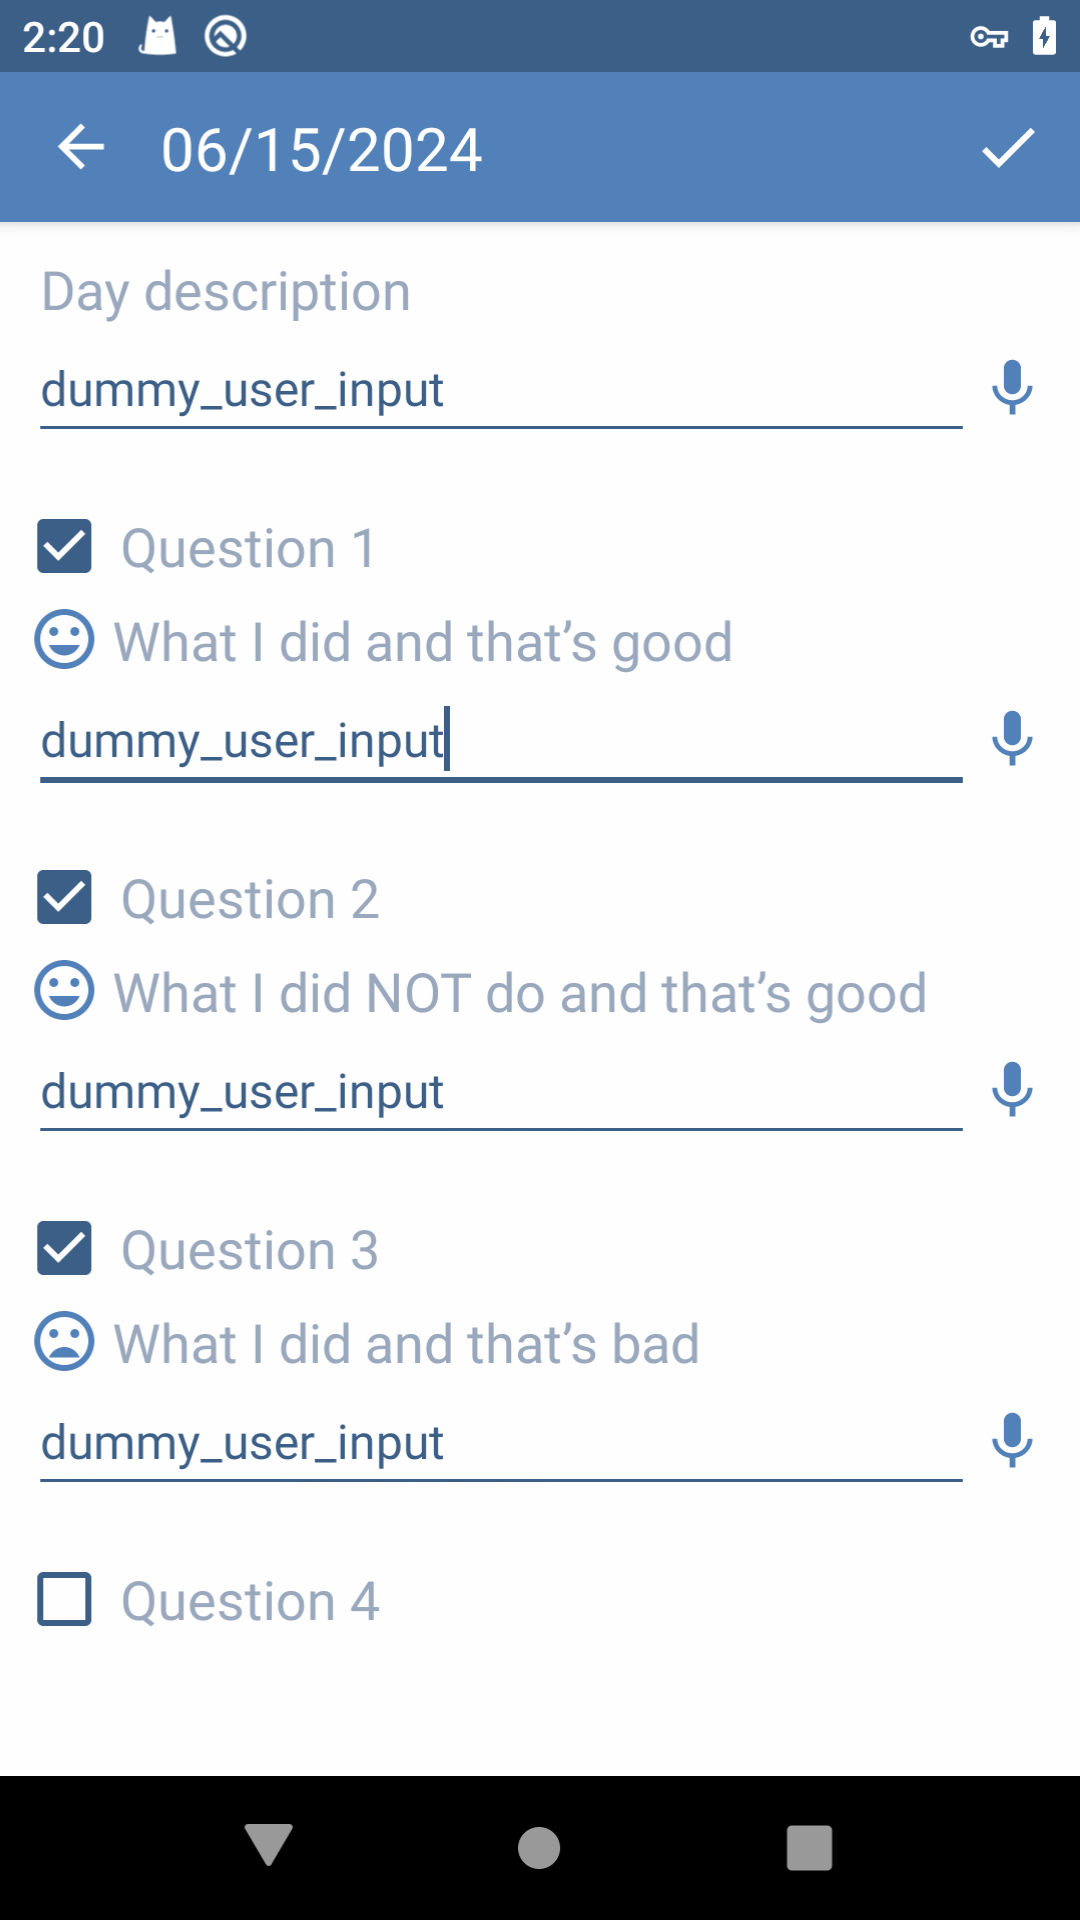 2:20
06/15/2024
Day description
dummy_user_input
Question 1
What I did and that’s good
dummy_user_input
Question 2
What I did NOT do and that’s good
dummy_user_input
Question 3
What I did and that’s bad
dummy_user_input
Question 4